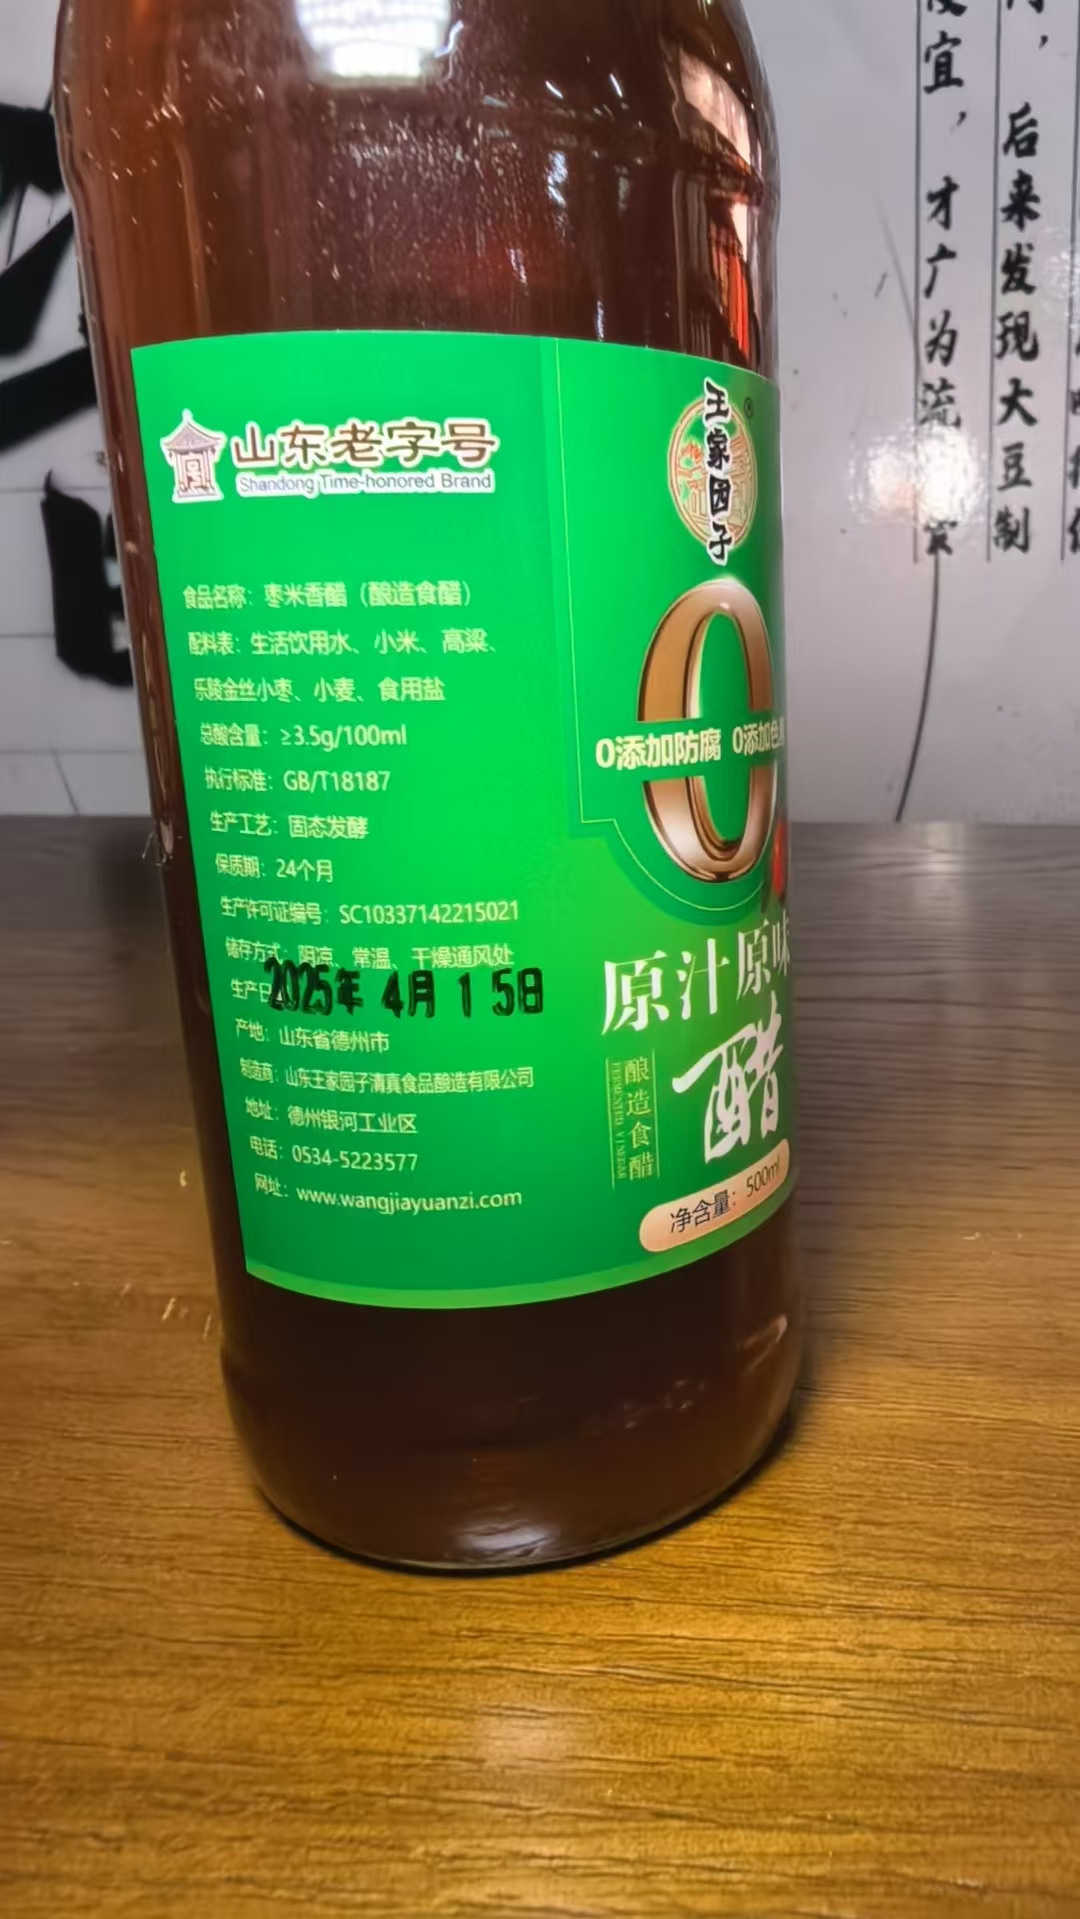 山东老字号
Shandong Time-honored Brand
食品名称：枣米香醋（酿造食醋）
配料表：生活饮用水、小米、高粱、
乐陵金丝小枣、小麦、食用盐
总酸含量：≥3.5g/100ml
执行标准：GB/T18187
生产工艺：固态发酵
保质期：24个月
生产许可证编号：SC10337142215021
储存方式：阴凉、常温、干燥通风处
生产日
2025年 4月 15日
产地：山东省德州市
制造商：山东王家园子清真食品酿造有限公司
地址：德州银河工业区
电话：0534-5223577
网址：www.wangjiayuanzi.com
王家园子
®
0
0添加防腐 0添加色
原汁原味
醋
酿造食醋
FERMENTED VINEGAR
净含量：500ml
后来发现大豆制
宜，才广为流